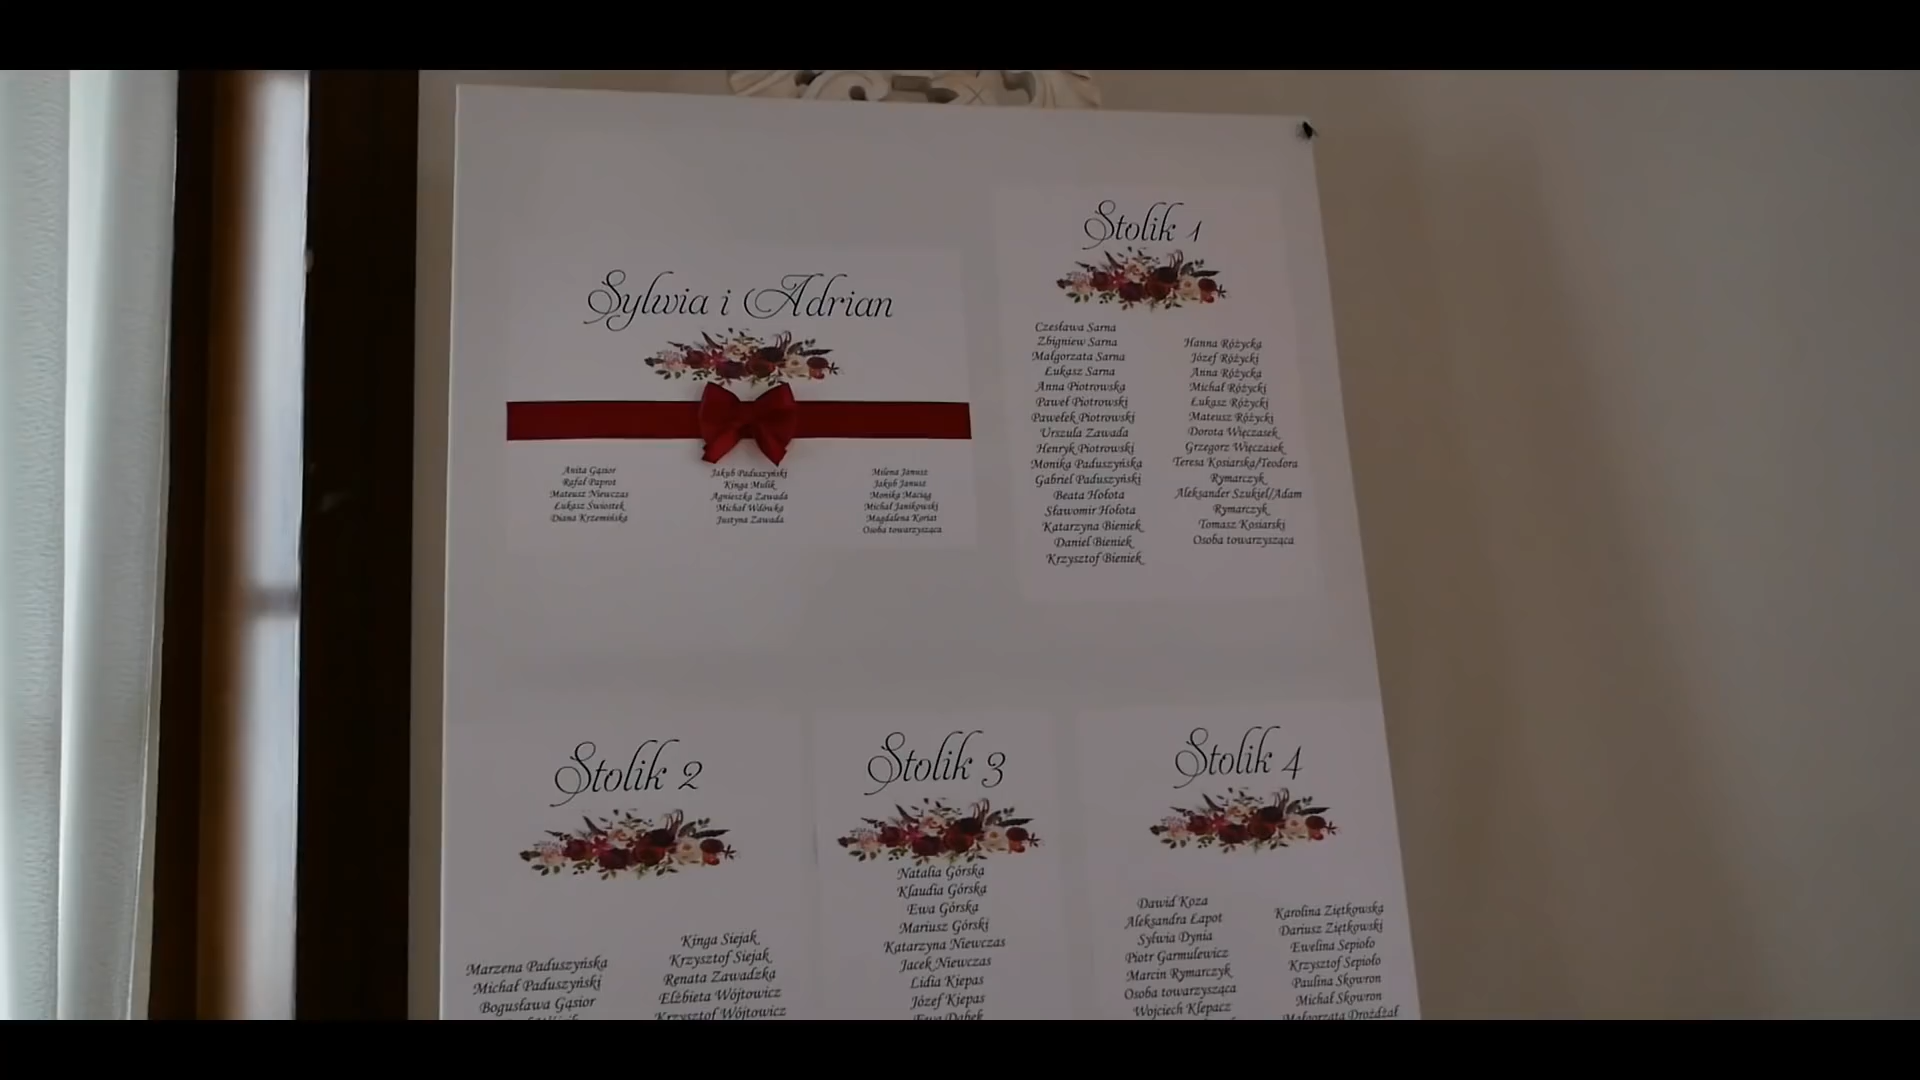 Sylwia i Adrian
Anita Gąsior
Rafał Paprot
Mateusz Niewczas
Łukasz Świostek
Diana Krzemińska
Jakub Paduszyński
Kinga Mulik
Agnieszka Zawada
Michał Wdówka
Justyna Zawada
Milena Janusz
Jakub Janusz
Monika Maciąg
Michał Janikowski
Magdalena Koriat
Osoba towarzysząca
Stolik 1
Czesława Sarna
Zbigniew Sarna
Małgorzata Sarna
Łukasz Sarna
Anna Piotrowska
Paweł Piotrowski
Pawełek Piotrowski
Urszula Zawada
Henryk Piotrowski
Monika Paduszyńska
Gabriel Paduszyński
Beata Hołota
Sławomir Hołota
Katarzyna Bieniek
Daniel Bieniek
Krzysztof Bieniek
Hanna Różycka
Józef Różycki
Anna Różycka
Michał Różycki
Łukasz Różycki
Mateusz Różycki
Dorota Więczasek
Grzegorz Więczasek
Teresa Kosiarska/Teodora
Rymarczyk
Aleksander Szukiel/Adam
Rymarczyk
Tomasz Kosiarski
Osoba towarzysząca
Stolik 2
Marzena Paduszyńska
Michał Paduszyński
Bogusława Gąsior
Kinga Siejak
Krzysztof Siejak
Renata Zawadzka
Elżbieta Wójtowicz
Krzysztof Wójtowicz
Stolik 3
Natalia Górska
Klaudia Górska
Ewa Górska
Mariusz Górski
Katarzyna Niewczas
Jacek Niewczas
Lidia Kiepas
Józef Kiepas
Ewa Dąbek
Stolik 4
Dawid Koza
Aleksandra Łapot
Sylwia Dynia
Piotr Garmulewicz
Marcin Rymarczyk
Osoba towarzysząca
Wojciech Klepacz
Karolina Ziętkowska
Dariusz Ziętkowski
Ewelina Sepioło
Krzysztof Sepioło
Paulina Skowron
Michał Skowron
Małgorzata Drożdżal